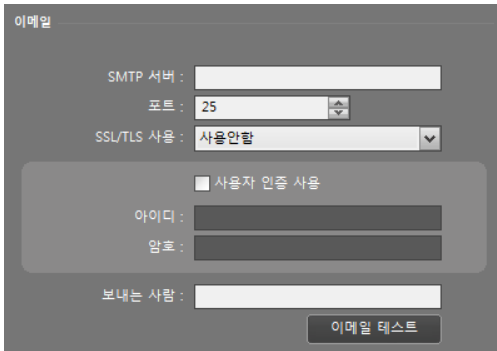 이메일
SMTP 서버 :
포트 : 25
SSL/TLS 사용 : 사용안함
사용자 인증 사용
아이디 :
암호 :
보내는 사람 :
이메일 테스트